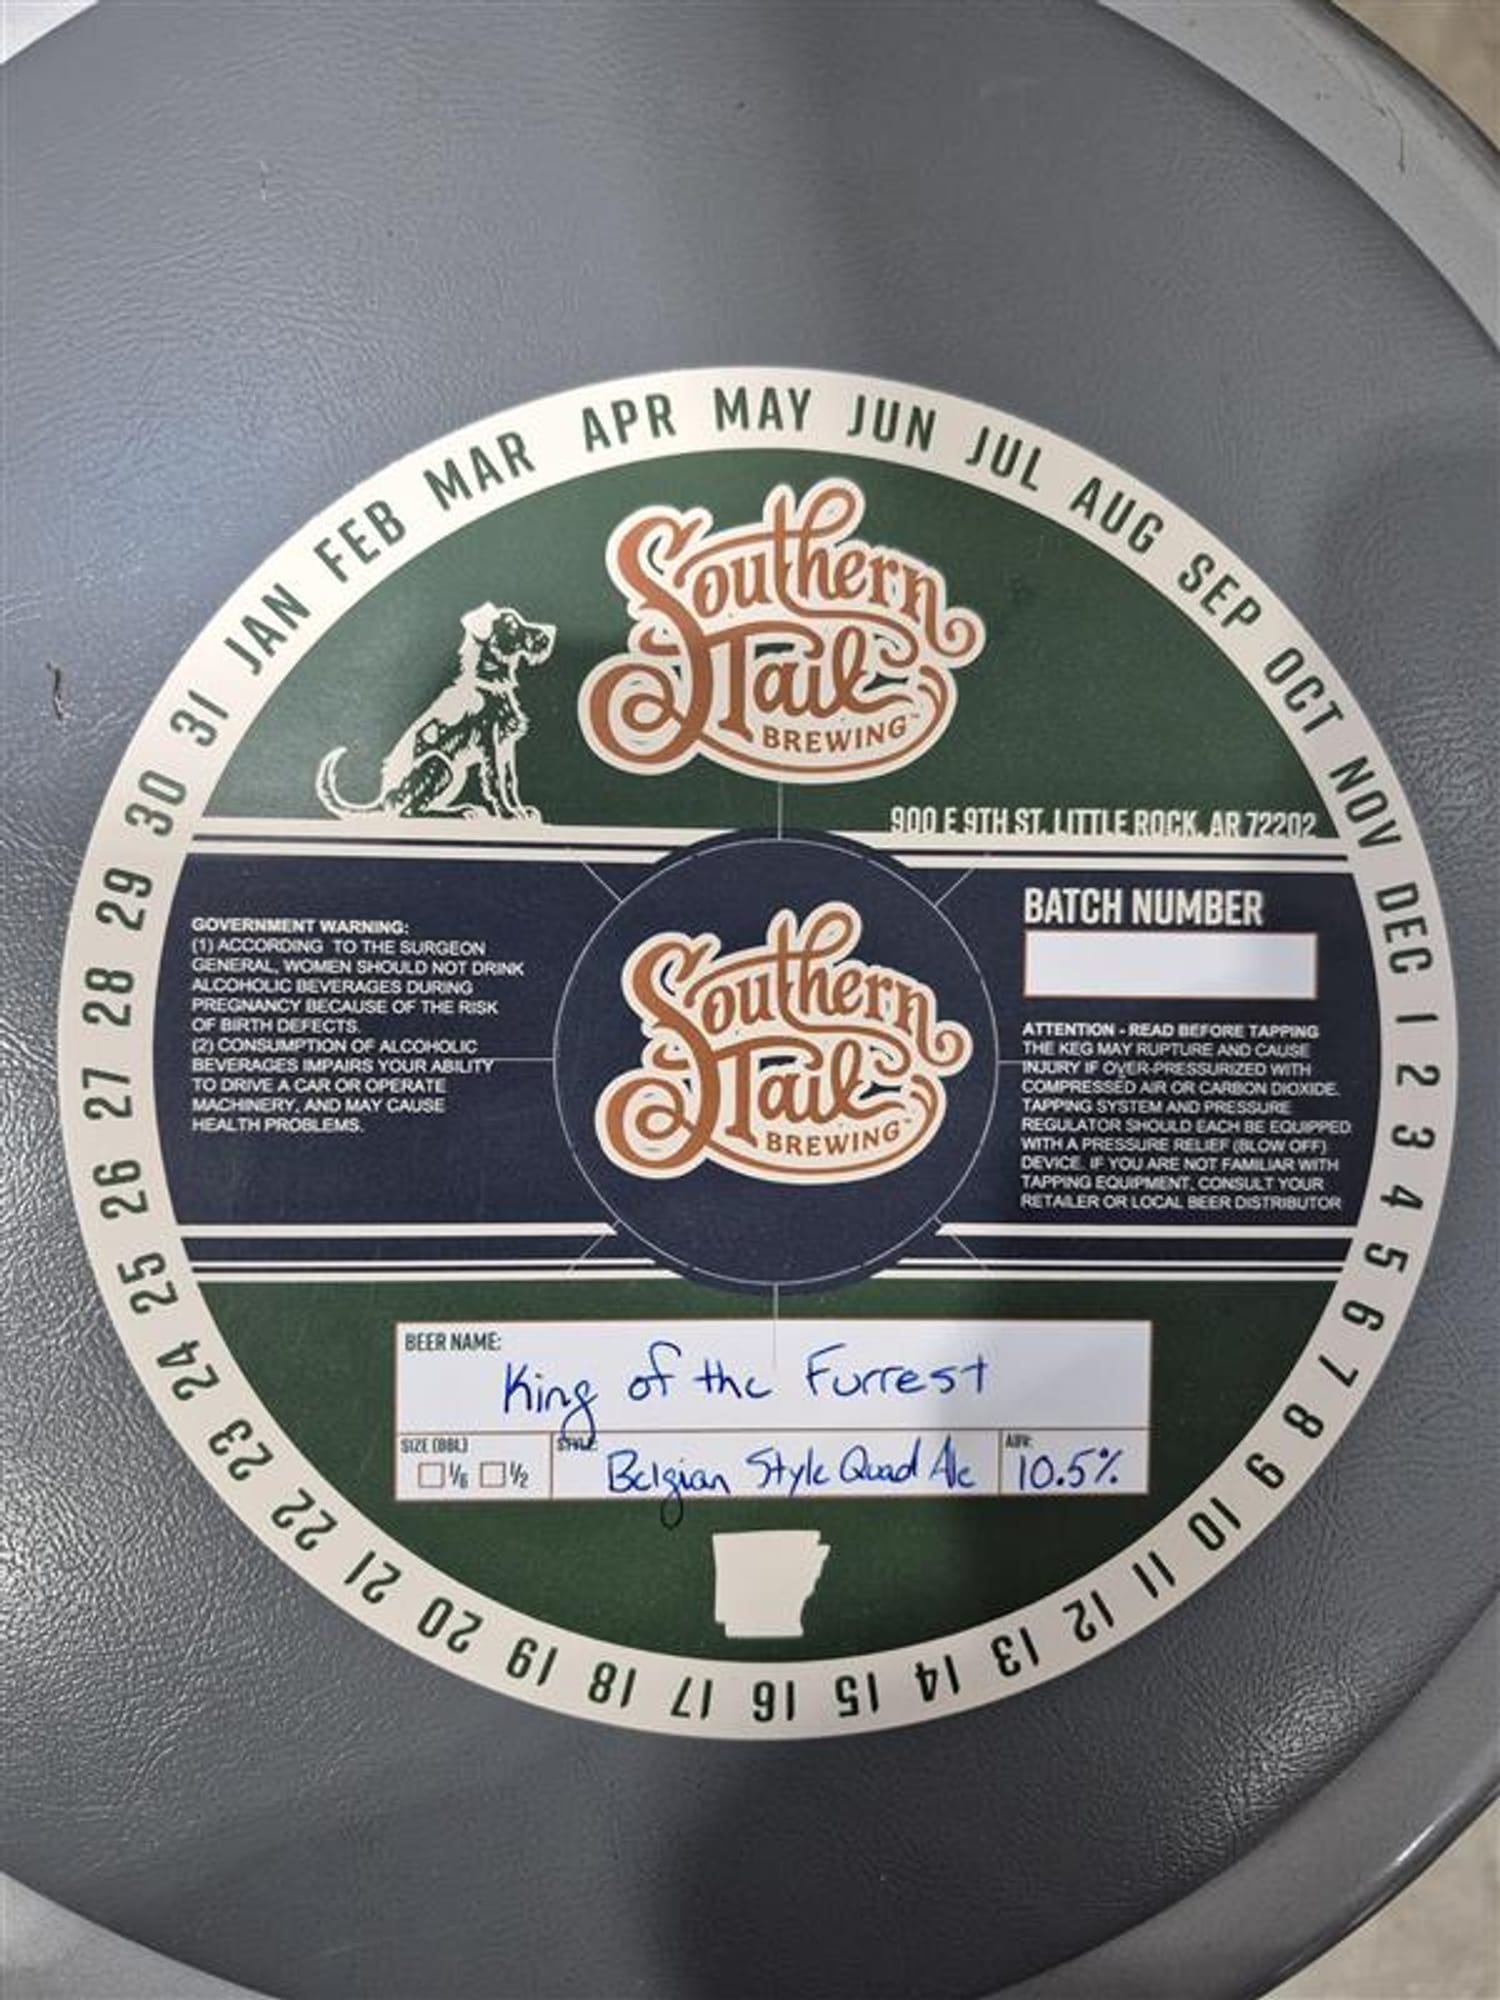 JAN FEB MAR APR MAY JUN JUL AUG SEP OCT NOV DEC 1 2 3 4 5 6 7 8 9 10 11 12 13 14 15 16 17 18 19 20 21 22 23 24 25 26 27 28 29 30 31
Southern
Tail
BREWING™
900 E 9TH ST. LITTLE ROCK, AR 72202
GOVERNMENT WARNING:
(1) ACCORDING TO THE SURGEON
GENERAL, WOMEN SHOULD NOT DRINK
ALCOHOLIC BEVERAGES DURING
PREGNANCY BECAUSE OF THE RISK
OF BIRTH DEFECTS.
(2) CONSUMPTION OF ALCOHOLIC
BEVERAGES IMPAIRS YOUR ABILITY
TO DRIVE A CAR OR OPERATE
MACHINERY, AND MAY CAUSE
HEALTH PROBLEMS.
Southern
Tail
BREWING™
BATCH NUMBER
ATTENTION - READ BEFORE TAPPING
THE KEG MAY RUPTURE AND CAUSE
INJURY IF OVER-PRESSURIZED WITH
COMPRESSED AIR OR CARBON DIOXIDE.
TAPPING SYSTEM AND PRESSURE
REGULATOR SHOULD EACH BE EQUIPPED
WITH A PRESSURE RELIEF (BLOW OFF)
DEVICE. IF YOU ARE NOT FAMILIAR WITH
TAPPING EQUIPMENT, CONSULT YOUR
RETAILER OR LOCAL BEER DISTRIBUTOR
BEER NAME:
King of the Furrest
SIZE (BBL)
1/6 1/2
STYLE:
Belgian Style Quad Ale
ABV:
10.5%